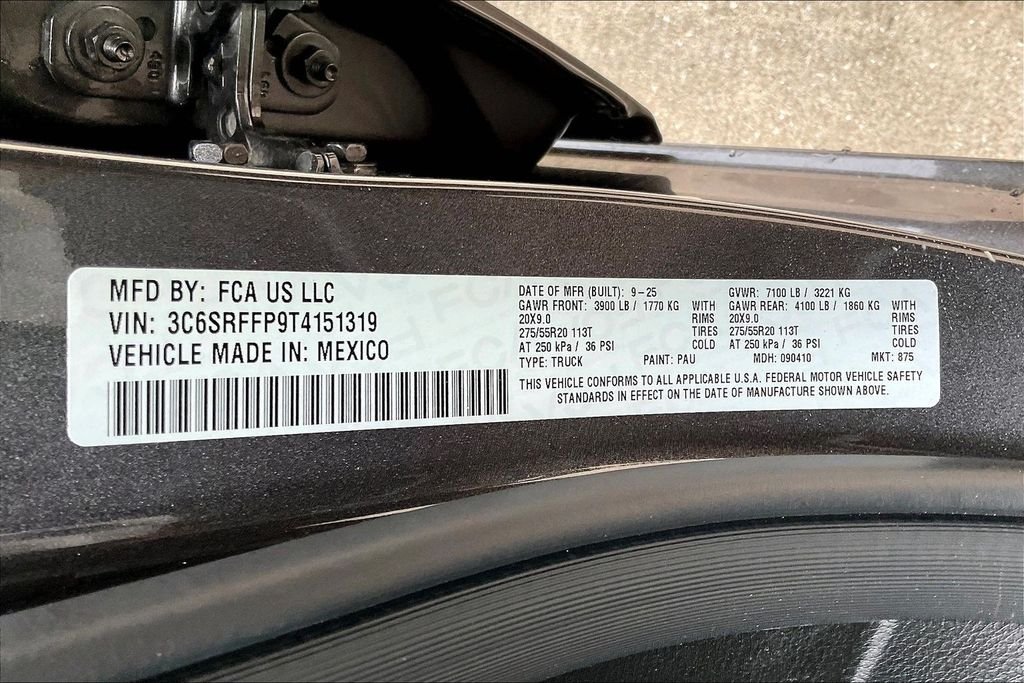 MFD BY: FCA US LLC
VIN: 3C6SRFFP9T4151319
VEHICLE MADE IN: MEXICO
DATE OF MFR (BUILT): 9-25
GAWR FRONT: 3900 LB / 1770 KG WITH
20X9.0 RIMS
275/55R20 113T TIRES
AT 250 kPa / 36 PSI COLD
TYPE: TRUCK PAINT: PAU
GVWR: 7100 LB / 3221 KG
GAWR REAR: 4100 LB / 1860 KG WITH
20X9.0 RIMS
275/55R20 113T TIRES
AT 250 kPa / 36 PSI COLD
MDH: 090410 MKT: 875
THIS VEHICLE CONFORMS TO ALL APPLICABLE U.S.A. FEDERAL MOTOR VEHICLE SAFETY
STANDARDS IN EFFECT ON THE DATE OF MANUFACTURE SHOWN ABOVE.